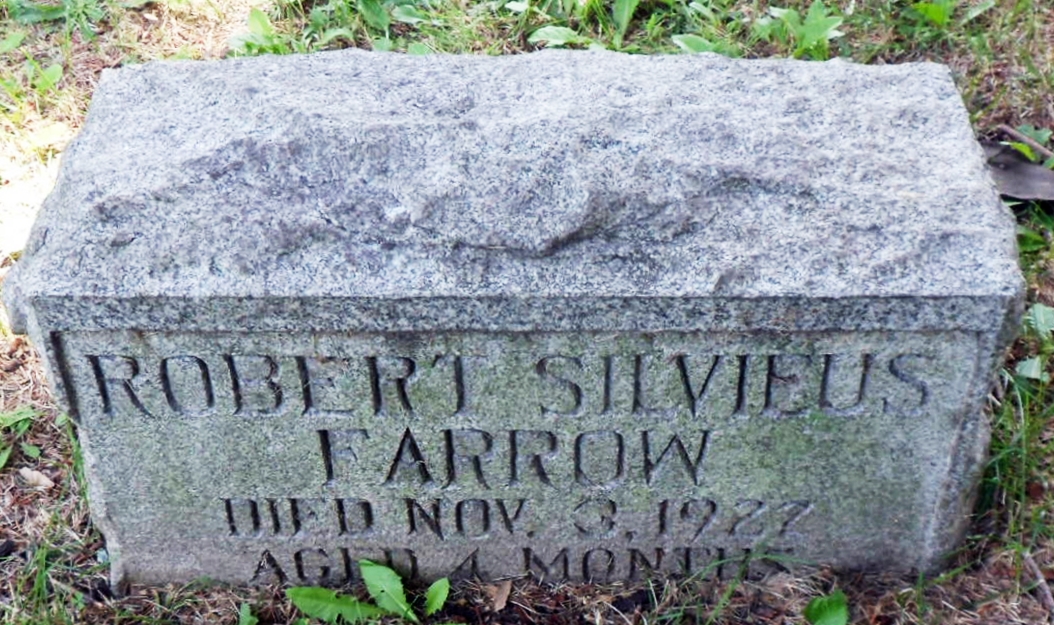 ROBERT SILVIEUS
FARROW
DIED NOV. 3, 1927
AGED 4 MONTHS